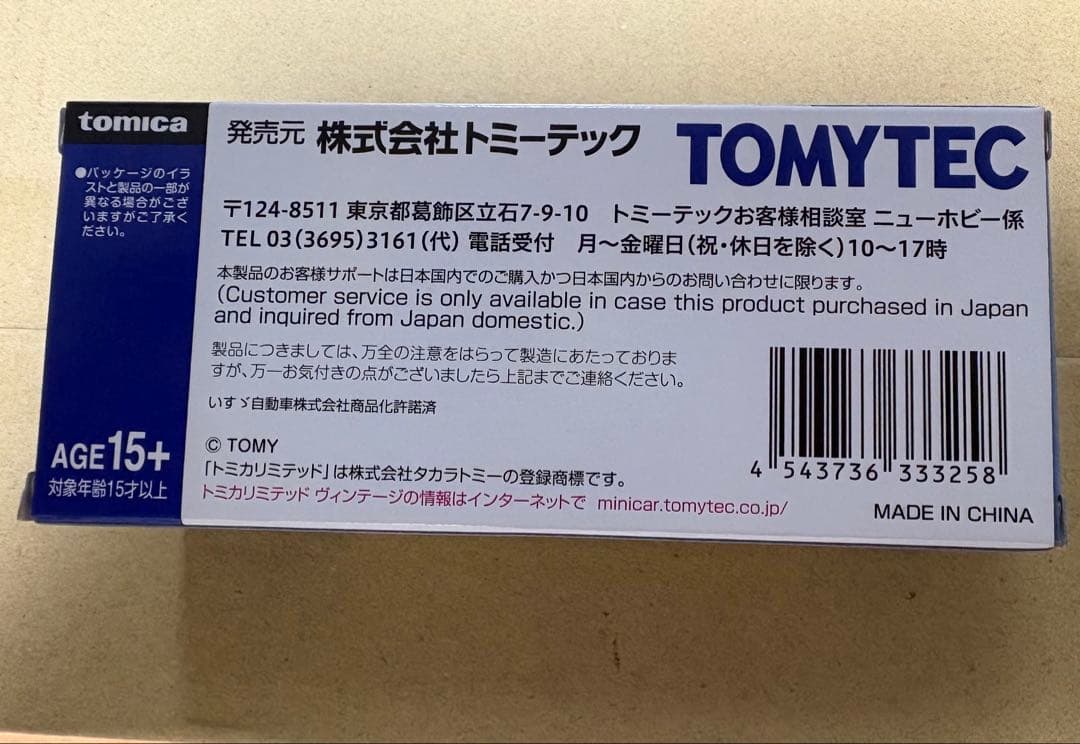 tomica
●パッケージのイラ
ストと製品の一部が
異なる場合がござ
いますがご了承く
ださい。
AGE 15+
対象年齢15才以上
発売元 株式会社トミーテック TOMYTEC
〒124-8511 東京都葛飾区立石7-9-10 トミーテックお客様相談室 ニューホビー係
TEL 03(3695)3161(代) 電話受付 月〜金曜日(祝・休日を除く)10〜17時
本製品のお客様サポートは日本国内でのご購入かつ日本国内からのお問い合わせに限ります。
(Customer service is only available in case this product purchased in Japan
and inquired from Japan domestic.)
製品につきましては、万全の注意をはらって製造にあたっておりま
すが、万一お気付きの点がございましたら上記までご連絡ください。
いすゞ自動車株式会社商品化許諾済
© TOMY
「トミカリミテッド」は株式会社タカラトミーの登録商標です。
トミカリミテッド ヴィンテージの情報はインターネットで minicar.tomytec.co.jp/
4 543736 333258
MADE IN CHINA